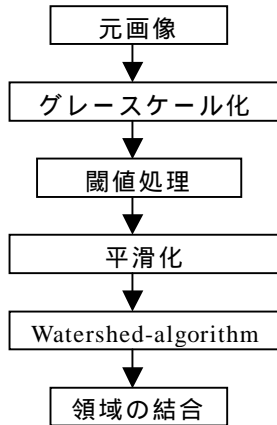 元画像
グレースケール化
閾値処理
平滑化
Watershed-algorithm
領域の結合